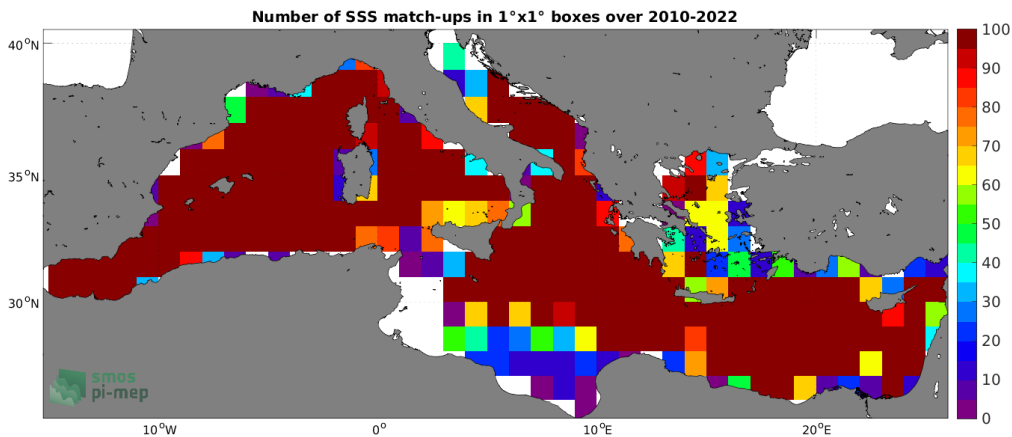 Number of SSS match-ups in 1°x1° boxes over 2010-2022
40°N
35°N
30°N
10°W
0°
10°E
20°E
100
90
80
70
60
50
40
30
20
10
0
smos
pi-mep